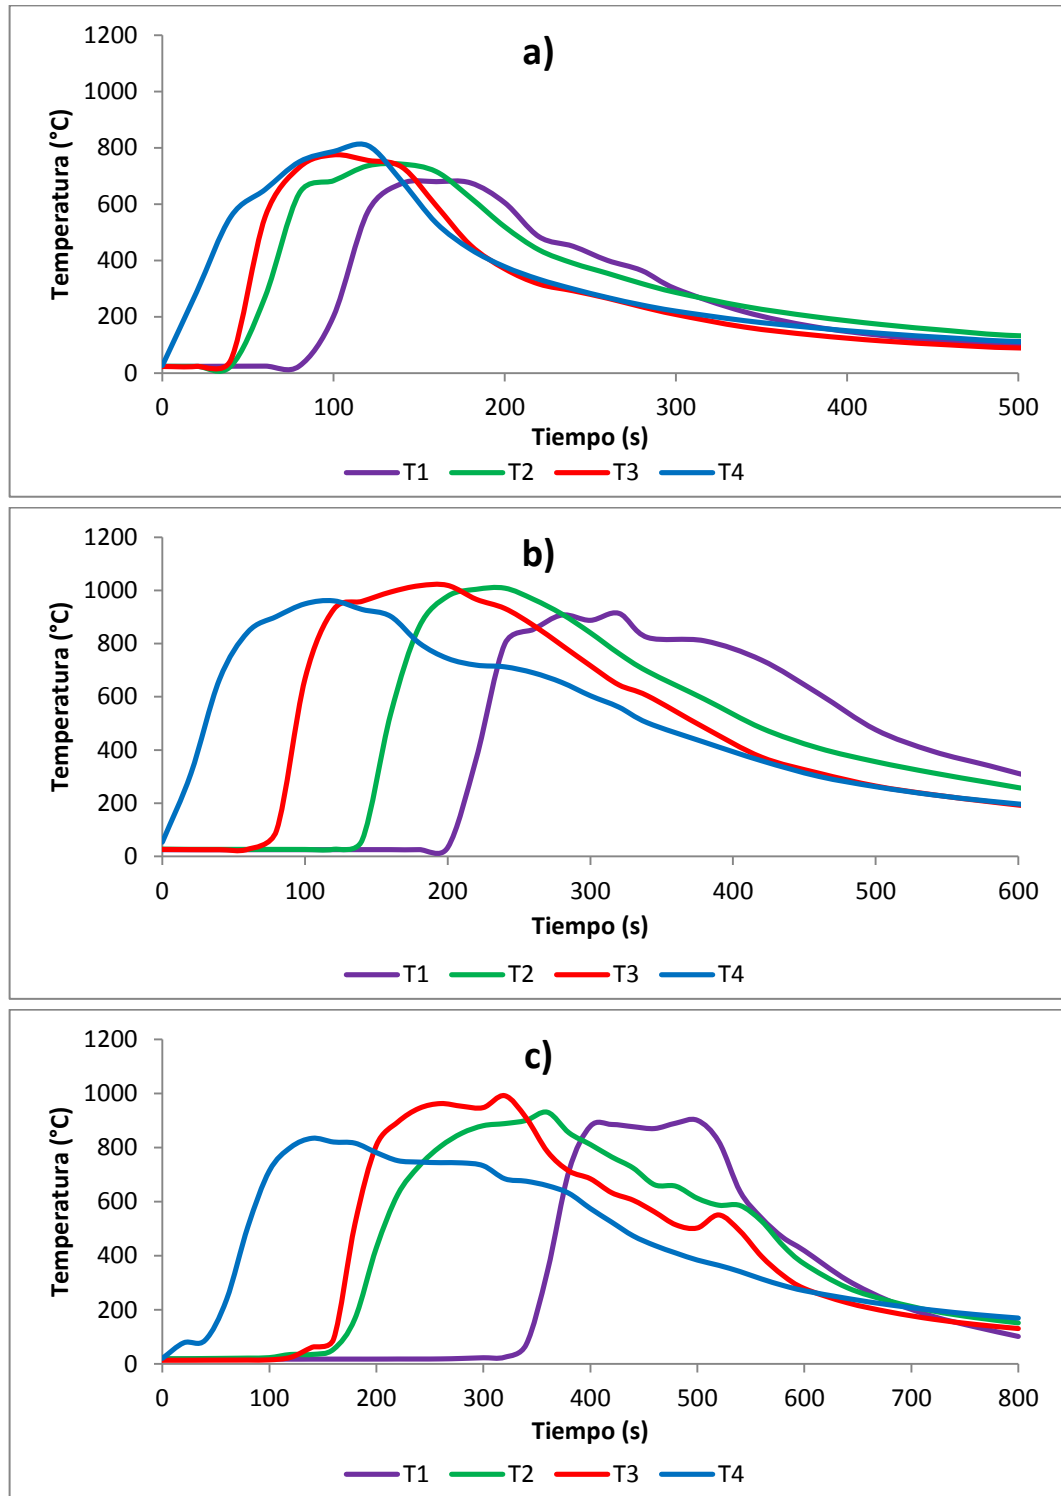 a)
Temperatura (°C)
1200
1000
800
600
400
200
0
0 100 200 300 400 500
Tiempo (s)
T1 T2 T3 T4
b)
Temperatura (°C)
1200
1000
800
600
400
200
0
0 100 200 300 400 500 600
Tiempo (s)
T1 T2 T3 T4
c)
Temperatura (°C)
1200
1000
800
600
400
200
0
0 100 200 300 400 500 600 700 800
Tiempo (s)
T1 T2 T3 T4